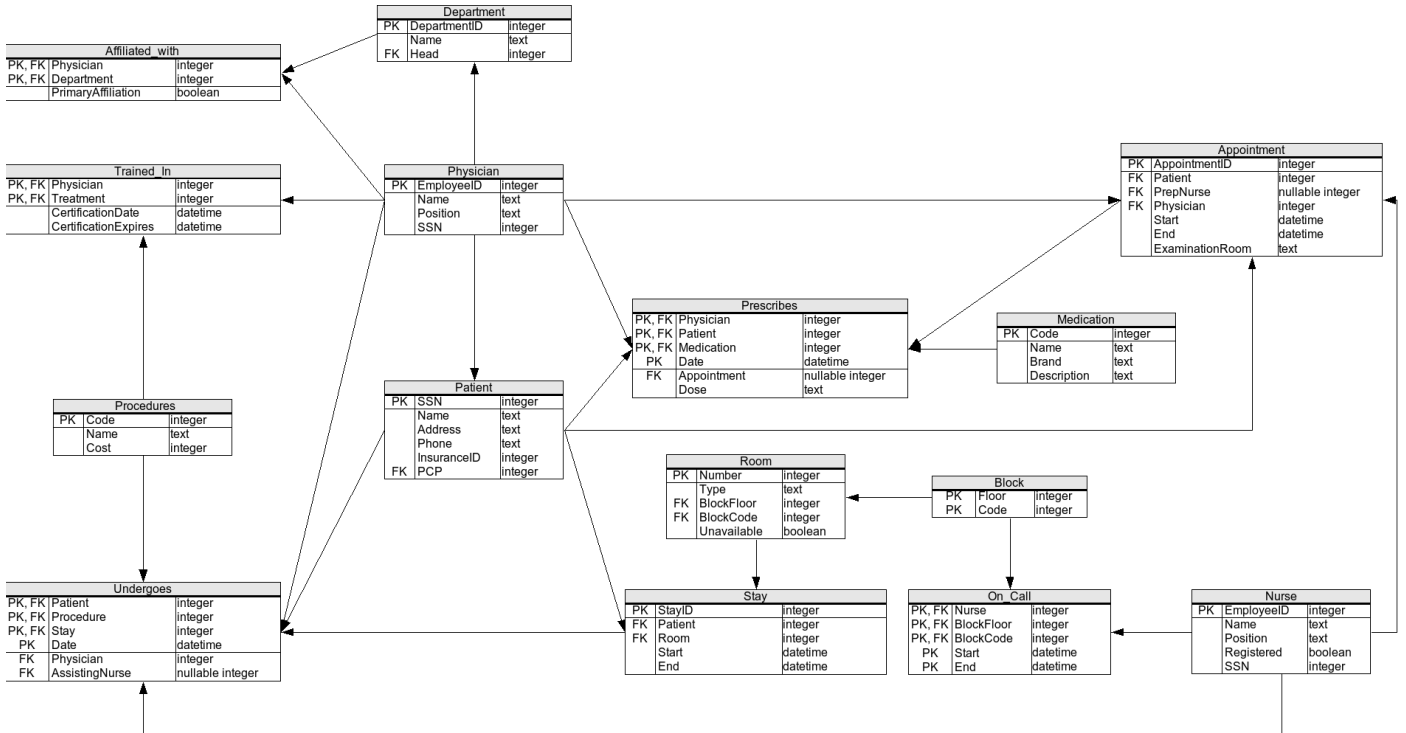 Department
PK DepartmentID integer
Name text
FK Head integer
Affiliated_with
PK, FK Physician integer
PK, FK Department integer
PrimaryAffiliation boolean
Trained_In
PK, FK Physician integer
PK, FK Treatment integer
CertificationDate datetime
CertificationExpires datetime
Physician
PK EmployeeID integer
Name text
Position text
SSN integer
Appointment
PK AppointmentID integer
FK Patient integer
FK PrepNurse nullable integer
FK Physician integer
Start datetime
End datetime
ExaminationRoom text
Prescribes
PK, FK Physician integer
PK, FK Patient integer
PK, FK Medication integer
PK Date datetime
FK Appointment nullable integer
Dose text
Medication
PK Code integer
Name text
Brand text
Description text
Procedures
PK Code integer
Name text
Cost integer
Patient
PK SSN integer
Name text
Address text
Phone text
InsuranceID integer
FK PCP integer
Room
PK Number integer
Type text
FK BlockFloor integer
FK BlockCode integer
Unavailable boolean
Block
PK Floor integer
PK Code integer
Undergoes
PK, FK Patient integer
PK, FK Procedure integer
PK, FK Stay integer
PK Date datetime
FK Physician integer
FK AssistingNurse nullable integer
Stay
PK StayID integer
FK Patient integer
FK Room integer
Start datetime
End datetime
On_Call
PK, FK Nurse integer
PK, FK BlockFloor integer
PK, FK BlockCode integer
PK Start datetime
PK End datetime
Nurse
PK EmployeeID integer
Name text
Position text
Registered boolean
SSN integer